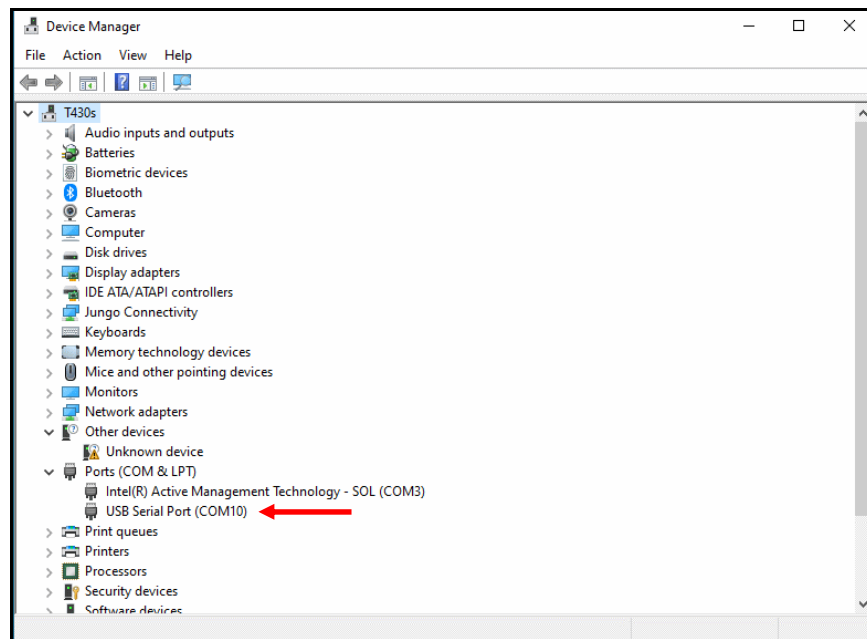 Device Manager
File Action View Help
T430s
Audio inputs and outputs
Batteries
Biometric devices
Bluetooth
Cameras
Computer
Disk drives
Display adapters
IDE ATA/ATAPI controllers
Jungo Connectivity
Keyboards
Memory technology devices
Mice and other pointing devices
Monitors
Network adapters
Other devices
Unknown device
Ports (COM & LPT)
Intel(R) Active Management Technology - SOL (COM3)
USB Serial Port (COM10)
Print queues
Printers
Processors
Security devices
Software devices